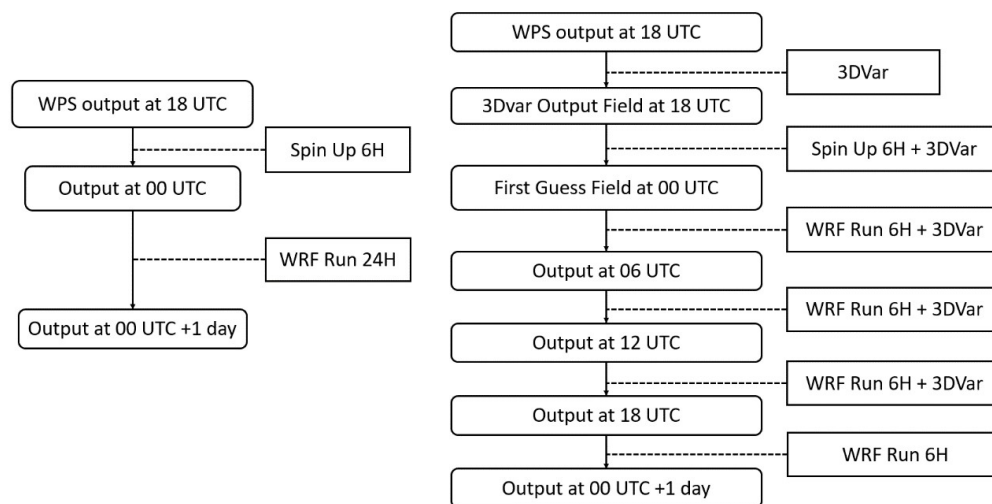 WPS output at 18 UTC
Spin Up 6H
Output at 00 UTC
WRF Run 24H
Output at 00 UTC +1 day
WPS output at 18 UTC
3DVar
3Dvar Output Field at 18 UTC
Spin Up 6H + 3DVar
First Guess Field at 00 UTC
WRF Run 6H + 3DVar
Output at 06 UTC
WRF Run 6H + 3DVar
Output at 12 UTC
WRF Run 6H + 3DVar
Output at 18 UTC
WRF Run 6H
Output at 00 UTC +1 day